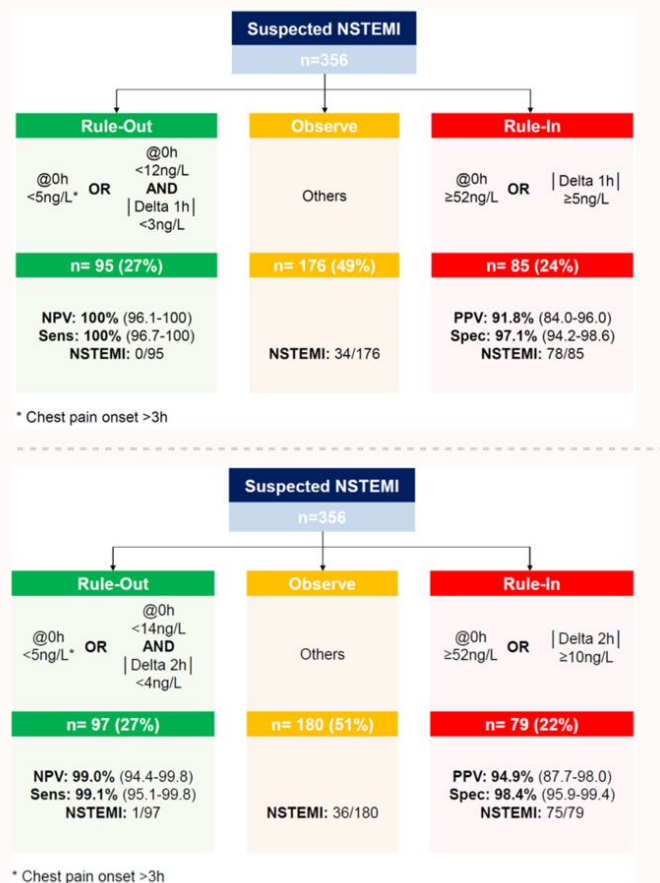 Suspected NSTEMI
n=356
Rule-Out
Observe
Rule-In
@0h
<5ng/L*
OR
@0h
<12ng/L
AND
|Delta 1h|
<3ng/L
Others
@0h
≥52ng/L
OR
|Delta 1h|
≥5ng/L
n= 95 (27%)
n= 176 (49%)
n= 85 (24%)
NPV: 100% (96.1-100)
Sens: 100% (96.7-100)
NSTEMI: 0/95
NSTEMI: 34/176
PPV: 91.8% (84.0-96.0)
Spec: 97.1% (94.2-98.6)
NSTEMI: 78/85
* Chest pain onset >3h
Suspected NSTEMI
n=356
Rule-Out
Observe
Rule-In
@0h
<5ng/L*
OR
@0h
<14ng/L
AND
|Delta 2h|
<4ng/L
Others
@0h
≥52ng/L
OR
|Delta 2h|
≥10ng/L
n= 97 (27%)
n= 180 (51%)
n= 79 (22%)
NPV: 99.0% (94.4-99.8)
Sens: 99.1% (95.1-99.8)
NSTEMI: 1/97
NSTEMI: 36/180
PPV: 94.9% (87.7-98.0)
Spec: 98.4% (95.9-99.4)
NSTEMI: 75/79
* Chest pain onset >3h